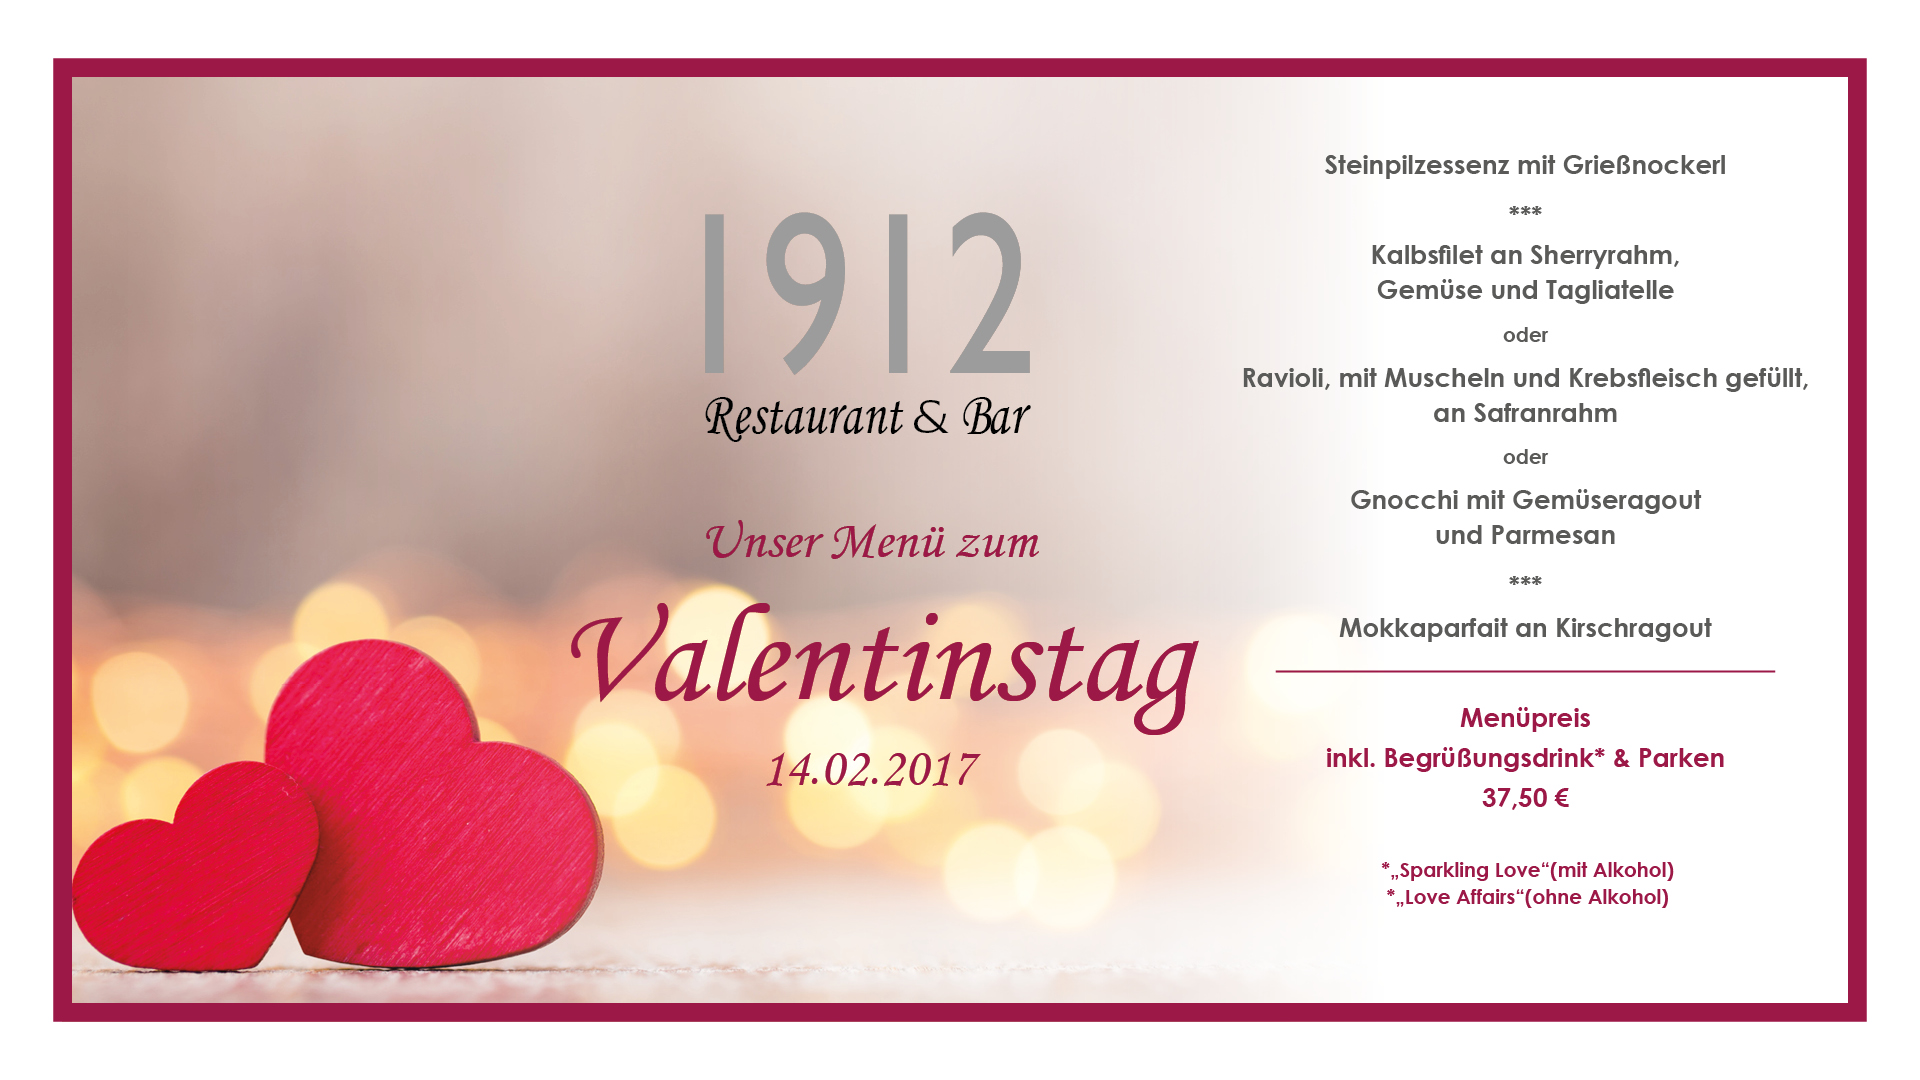 1912
Restaurant & Bar
Unser Menü zum
Valentinstag
14.02.2017
Steinpilzessenz mit Grießnockerl
***
Kalbsfilet an Sherryrahm,
Gemüse und Tagliatelle
oder
Ravioli, mit Muscheln und Krebsfleisch gefüllt,
an Safranrahm
oder
Gnocchi mit Gemüseragout
und Parmesan
***
Mokkaparfait an Kirschragout
Menüpreis
inkl. Begrüßungsdrink* & Parken
37,50 €
*„Sparkling Love“(mit Alkohol)
*„Love Affairs“(ohne Alkohol)